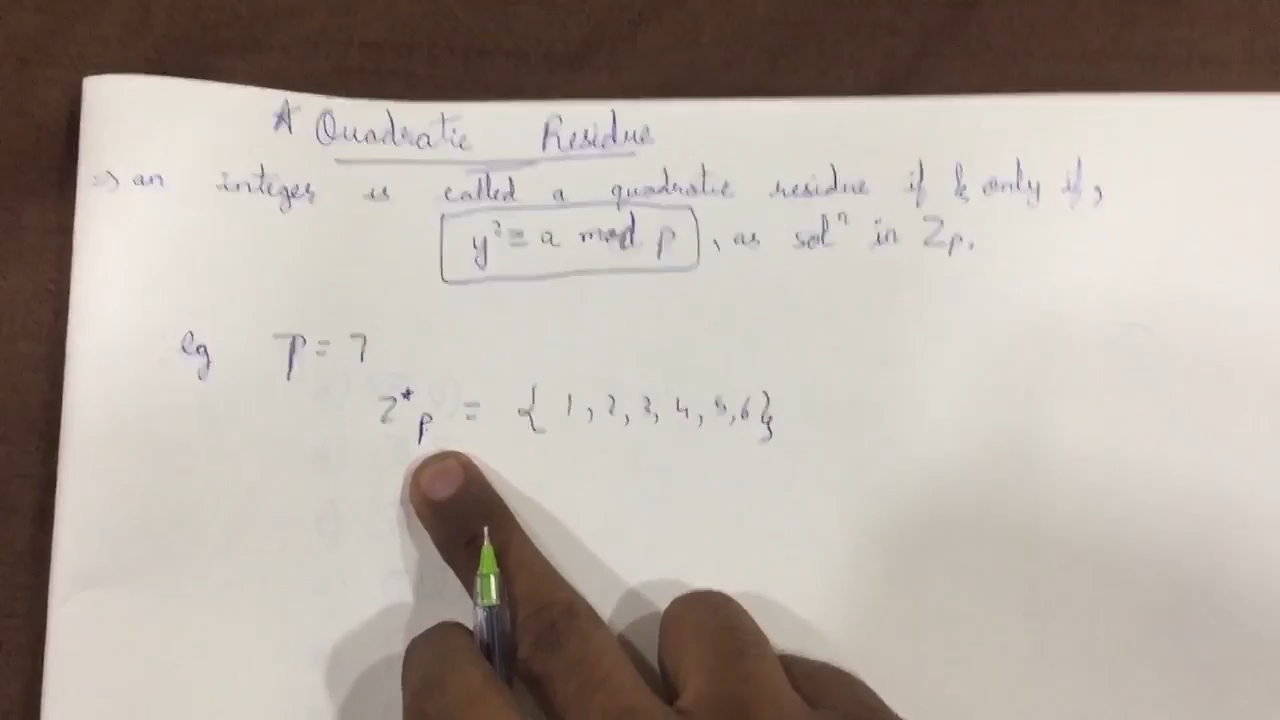 * Quadratic Residue
⇒ an integer is called a quadratic residue if & only if,
y² ≡ a mod p , as solⁿ in Zp.
eg P = 7
Z*p = { 1, 2, 3, 4, 5, 6 }